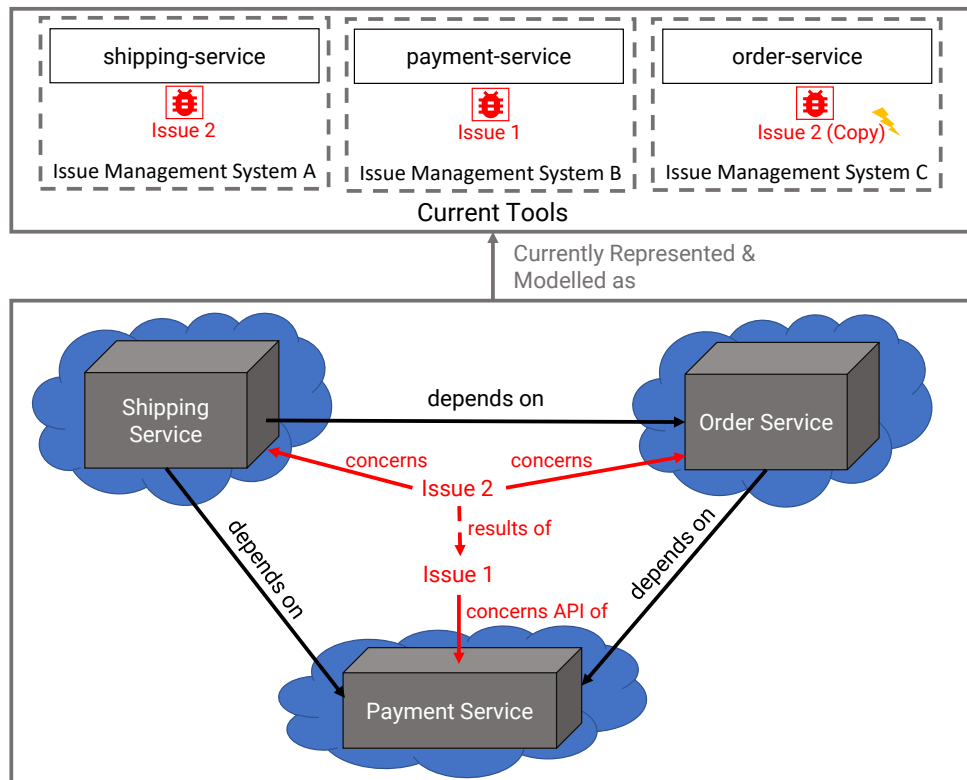 shipping-service
payment-service
order-service
Issue 2
Issue 1
Issue 2 (Copy)
Issue Management System A
Issue Management System B
Issue Management System C
Current Tools
Currently Represented &
Modelled as
Shipping
Service
depends on
Order Service
concerns
concerns
Issue 2
results of
depends on
depends on
Issue 1
concerns API of
Payment Service